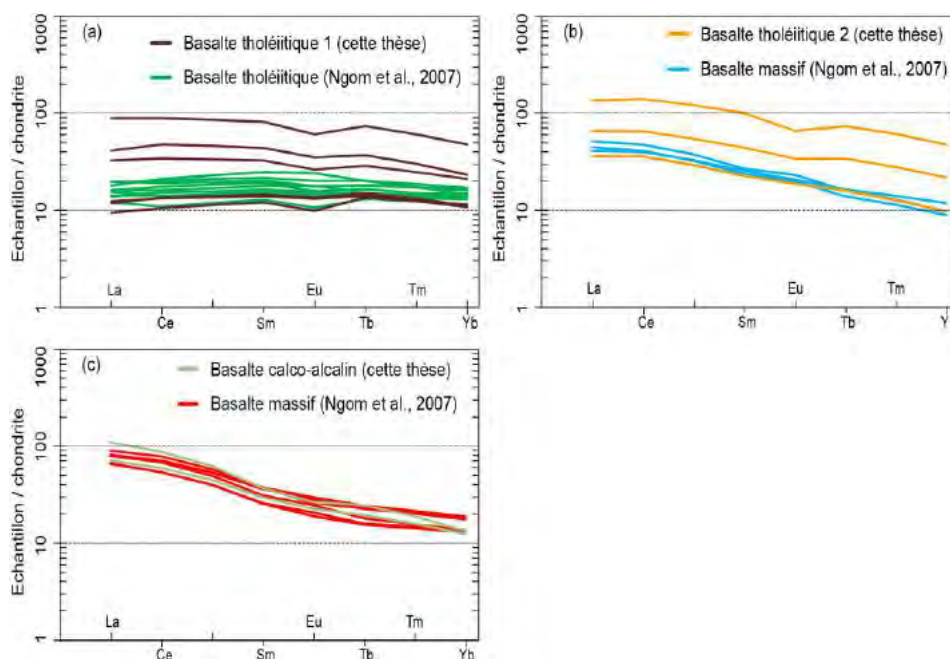 (a)
Basalte tholéiitique 1 (cette thèse)
Basalte tholéiitique (Ngom et al., 2007)
Echantillon / chondrite
1000
100
10
1
La
Eu
Tm
Ce
Sm
Tb
Yb
(b)
Basalte tholéiitique 2 (cette thèse)
Basalte massif (Ngom et al., 2007)
Echantillon / chondrite
1000
100
10
1
La
Eu
Tm
Ce
Sm
Tb
Y
(c)
Basalte calco-alcalin (cette thèse)
Basalte massif (Ngom et al., 2007)
Echantillon / chondrite
1000
100
10
1
La
Eu
Tm
Ce
Sm
Tb
Yb